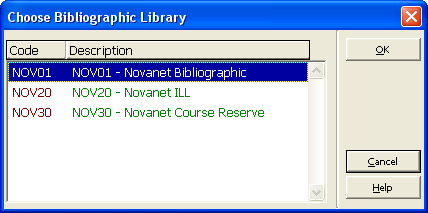 Choose Bibliographic Library
Code Description
NOV01 NOV01 - Novanet Bibliographic
NOV20 NOV20 - Novanet ILL
NOV30 NOV30 - Novanet Course Reserve
OK
Cancel
Help